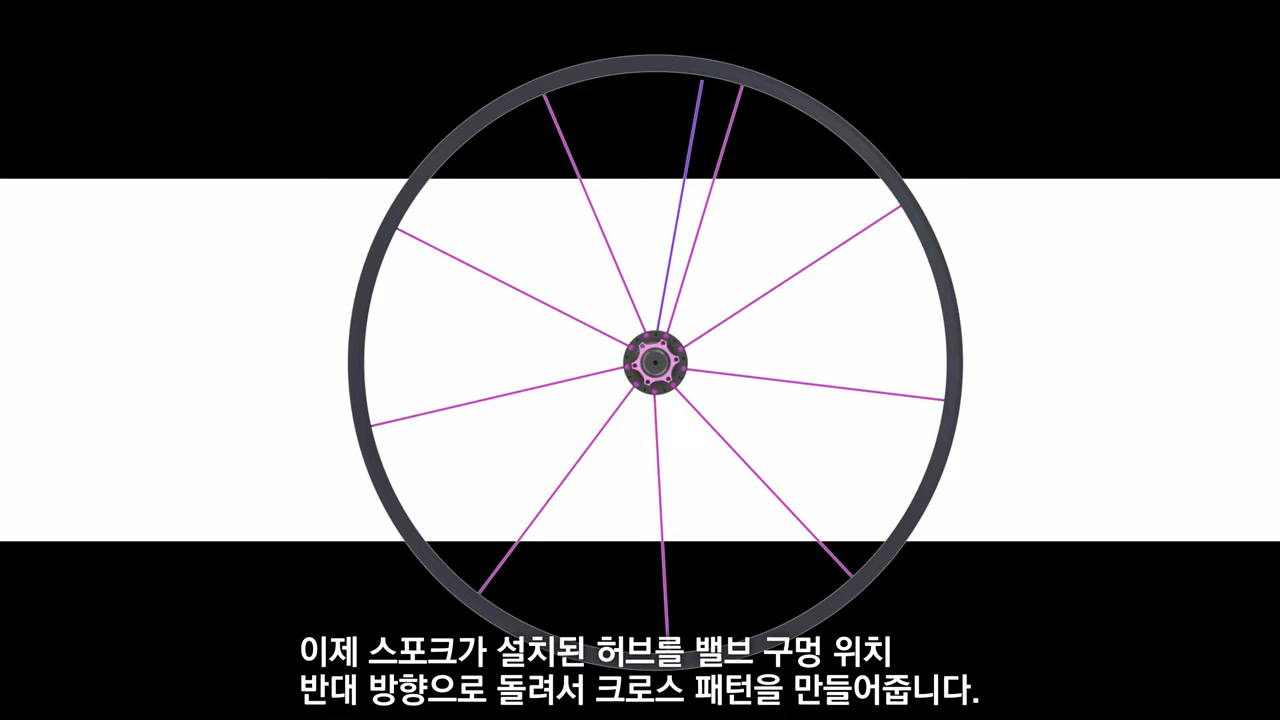 이제 스포크가 설치된 허브를 밸브 구멍 위치
반대 방향으로 돌려서 크로스 패턴을 만들어줍니다.